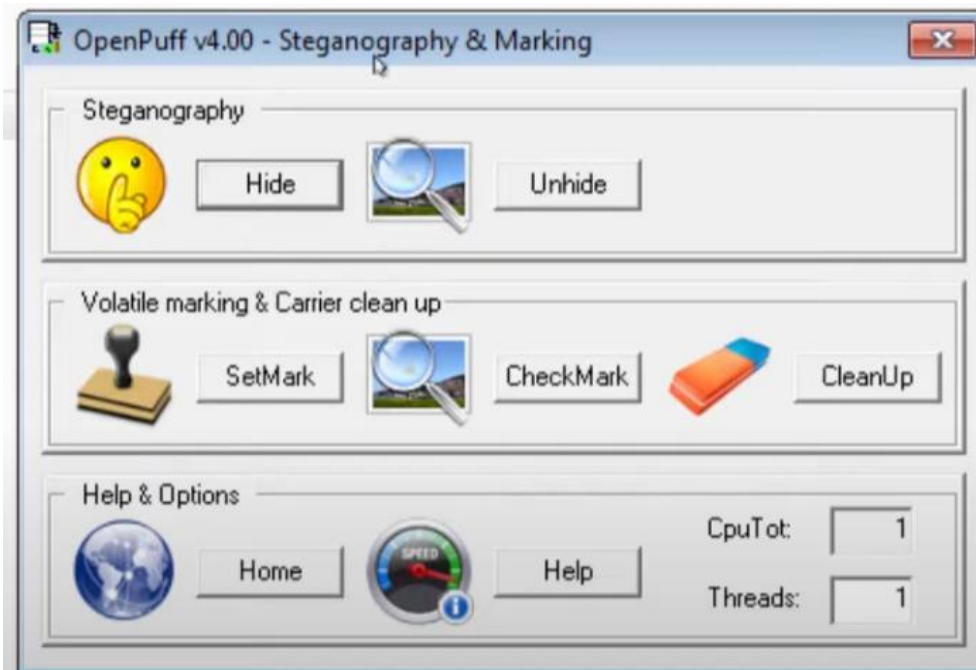 OpenPuff v4.00 - Steganography & Marking
Steganography
Hide
Unhide
Volatile marking & Carrier clean up
SetMark
CheckMark
CleanUp
Help & Options
SPEED
Home
Help
CpuTot: 1
Threads: 1